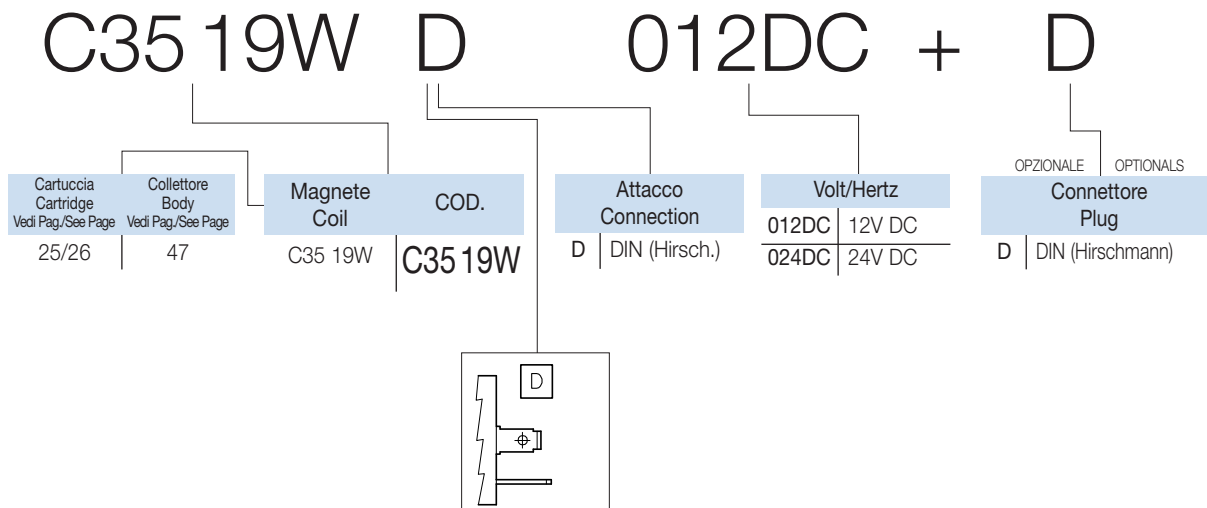 C35 19W D 012DC + D
OPZIONALE OPTIONALS
Cartuccia
Cartridge
Vedi Pag./See Page
25/26
Collettore
Body
Vedi Pag./See Page
47
Magnete
Coil
C35 19W
COD.
C35 19W
Attacco
Connection
D DIN (Hirsch.)
Volt/Hertz
012DC 12V DC
024DC 24V DC
Connettore
Plug
D DIN (Hirschmann)
D